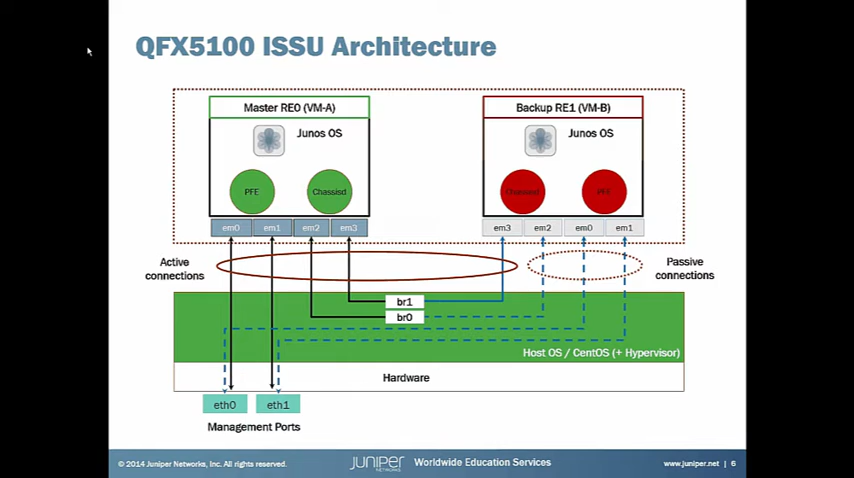 QFX5100 ISSU Architecture
Master RE0 (VM-A)
Junos OS
PFE
Chassisd
em0 em1 em2 em3
Backup RE1 (VM-B)
Junos OS
Chassisd
PFE
em3 em2 em0 em1
Active
connections
Passive
connections
br1
br0
Host OS / CentOS (+ Hypervisor)
Hardware
eth0 eth1
Management Ports
© 2014 Juniper Networks, Inc. All rights reserved.
JUNIPER
NETWORKS
Worldwide Education Services
www.juniper.net | 6